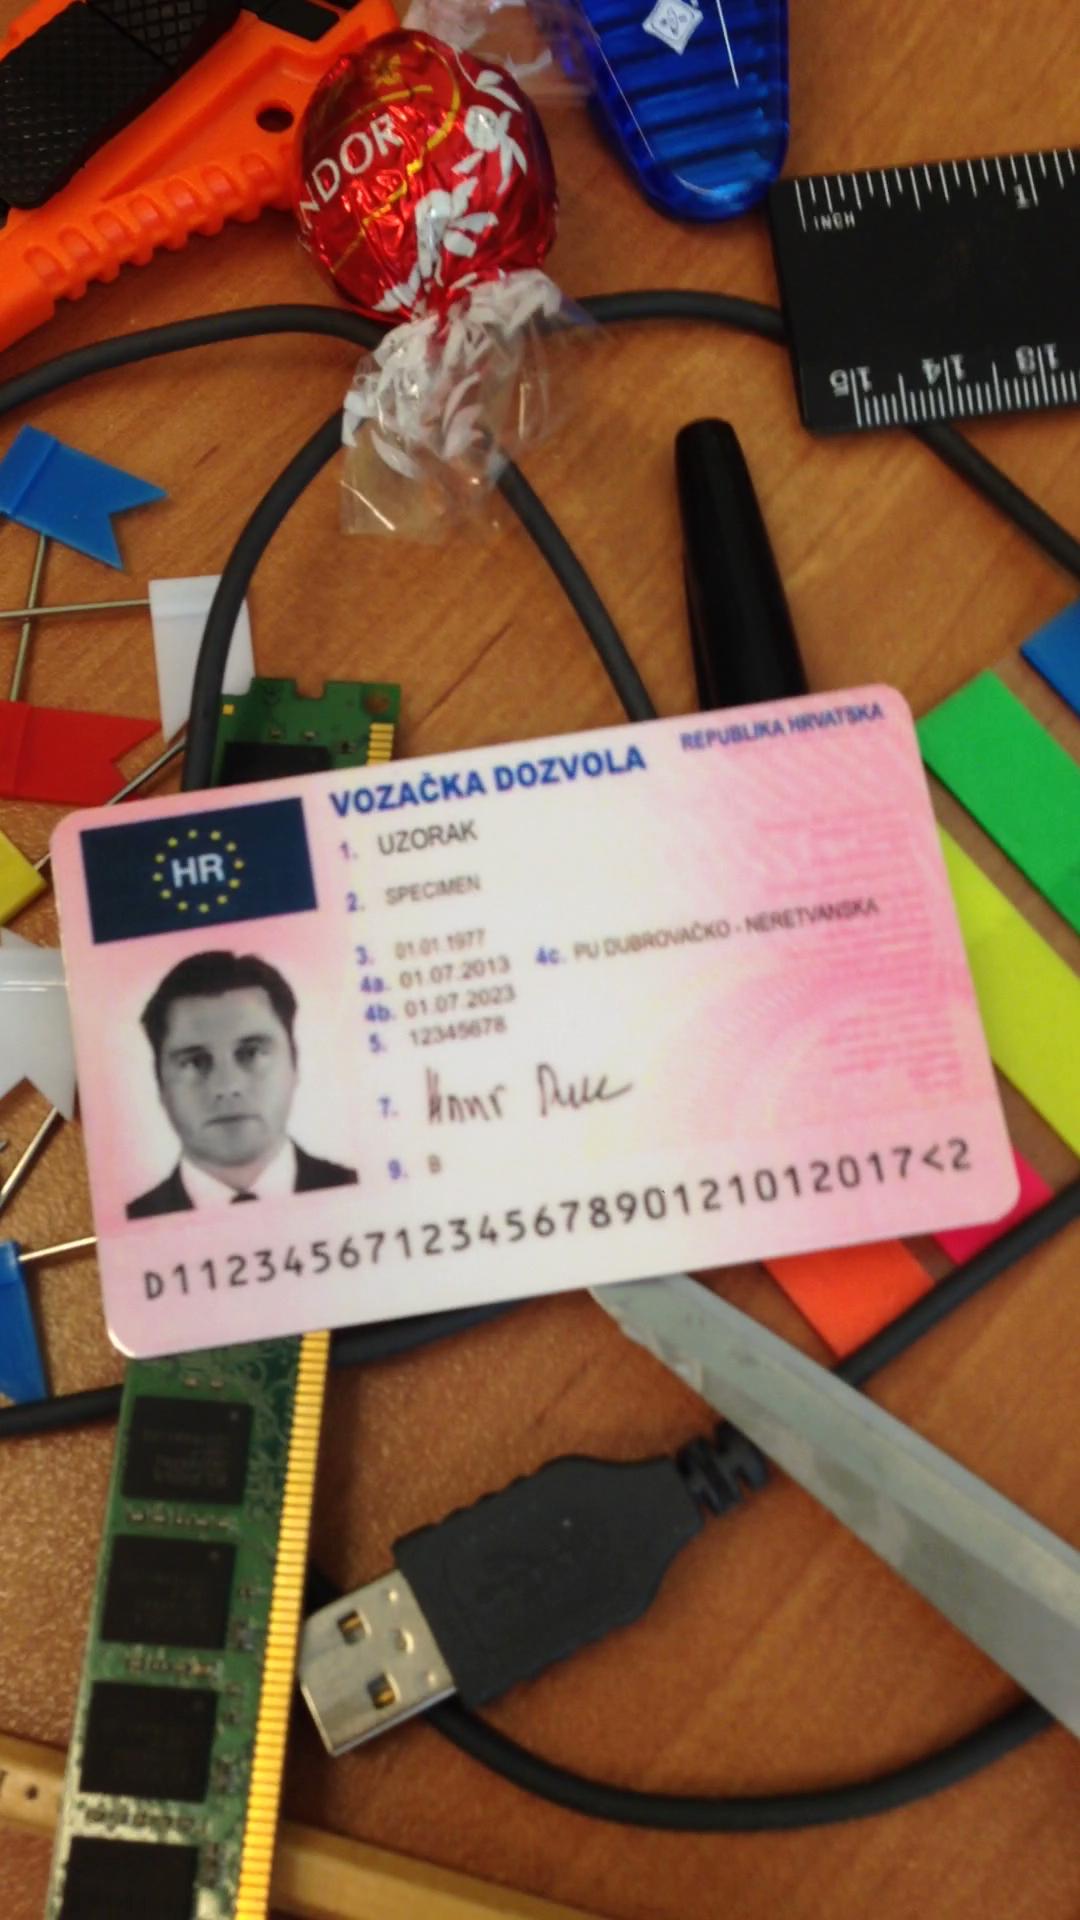 NDOR
INCH
1
15 14 13
VOZAČKA DOZVOLA
REPUBLIKA HRVATSKA
HR
1. UZORAK
2. SPECIMEN
3. 01.01.1977
4a. 01.07.2013 4c. PU DUBROVAČKO - NERETVANSKA
4b. 01.07.2023
5. 12345678
7.
9. B
D112345671234567890121012017<2